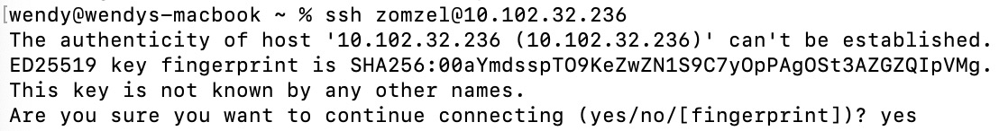 [wendy@wendys-macbook ~ % ssh zomzel@10.102.32.236
The authenticity of host '10.102.32.236 (10.102.32.236)' can't be established.
ED25519 key fingerprint is SHA256:00aYmdsspTO9KeZwZN1S9C7yOpPAgOSt3AZGZQIpVMg.
This key is not known by any other names.
Are you sure you want to continue connecting (yes/no/[fingerprint])? yes